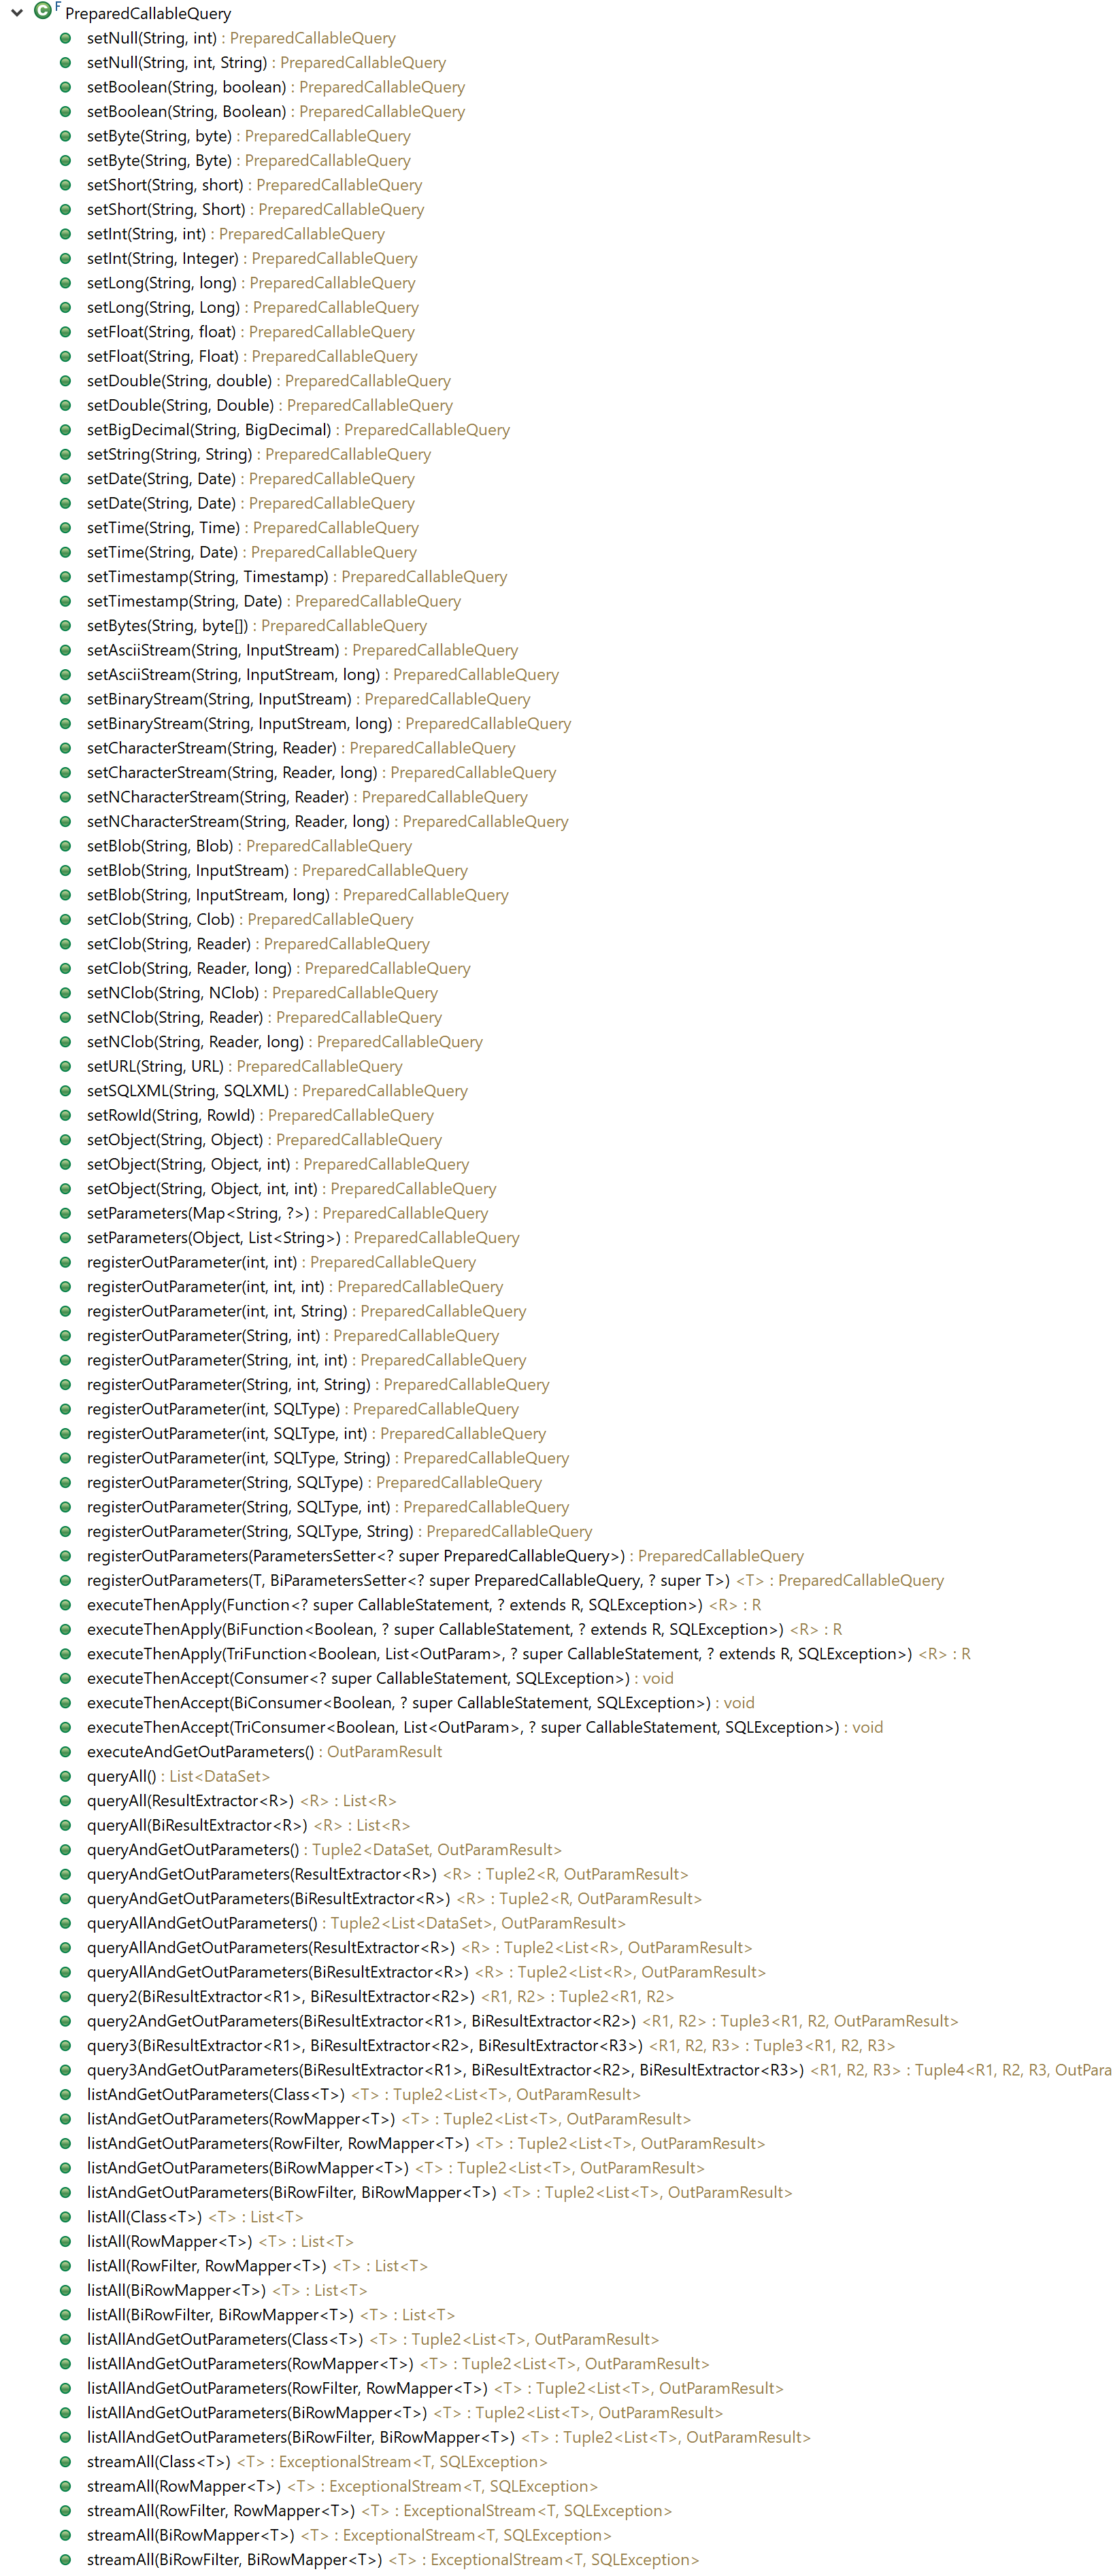 PreparedCallableQuery
setNull(String, int) : PreparedCallableQuery
setNull(String, int, String) : PreparedCallableQuery
setBoolean(String, boolean) : PreparedCallableQuery
setBoolean(String, Boolean) : PreparedCallableQuery
setByte(String, byte) : PreparedCallableQuery
setByte(String, Byte) : PreparedCallableQuery
setShort(String, short) : PreparedCallableQuery
setShort(String, Short) : PreparedCallableQuery
setInt(String, int) : PreparedCallableQuery
setInt(String, Integer) : PreparedCallableQuery
setLong(String, long) : PreparedCallableQuery
setLong(String, Long) : PreparedCallableQuery
setFloat(String, float) : PreparedCallableQuery
setFloat(String, Float) : PreparedCallableQuery
setDouble(String, double) : PreparedCallableQuery
setDouble(String, Double) : PreparedCallableQuery
setBigDecimal(String, BigDecimal) : PreparedCallableQuery
setString(String, String) : PreparedCallableQuery
setDate(String, Date) : PreparedCallableQuery
setDate(String, Date) : PreparedCallableQuery
setTime(String, Time) : PreparedCallableQuery
setTime(String, Date) : PreparedCallableQuery
setTimestamp(String, Timestamp) : PreparedCallableQuery
setTimestamp(String, Date) : PreparedCallableQuery
setBytes(String, byte[]) : PreparedCallableQuery
setAsciiStream(String, InputStream) : PreparedCallableQuery
setAsciiStream(String, InputStream, long) : PreparedCallableQuery
setBinaryStream(String, InputStream) : PreparedCallableQuery
setBinaryStream(String, InputStream, long) : PreparedCallableQuery
setCharacterStream(String, Reader) : PreparedCallableQuery
setCharacterStream(String, Reader, long) : PreparedCallableQuery
setNCharacterStream(String, Reader) : PreparedCallableQuery
setNCharacterStream(String, Reader, long) : PreparedCallableQuery
setBlob(String, Blob) : PreparedCallableQuery
setBlob(String, InputStream) : PreparedCallableQuery
setBlob(String, InputStream, long) : PreparedCallableQuery
setClob(String, Clob) : PreparedCallableQuery
setClob(String, Reader) : PreparedCallableQuery
setClob(String, Reader, long) : PreparedCallableQuery
setNClob(String, NClob) : PreparedCallableQuery
setNClob(String, Reader) : PreparedCallableQuery
setNClob(String, Reader, long) : PreparedCallableQuery
setURL(String, URL) : PreparedCallableQuery
setSQLXML(String, SQLXML) : PreparedCallableQuery
setRowId(String, RowId) : PreparedCallableQuery
setObject(String, Object) : PreparedCallableQuery
setObject(String, Object, int) : PreparedCallableQuery
setObject(String, Object, int, int) : PreparedCallableQuery
setParameters(Map<String, ?>) : PreparedCallableQuery
setParameters(Object, List<String>) : PreparedCallableQuery
registerOutParameter(int, int) : PreparedCallableQuery
registerOutParameter(int, int, int) : PreparedCallableQuery
registerOutParameter(int, int, String) : PreparedCallableQuery
registerOutParameter(String, int) : PreparedCallableQuery
registerOutParameter(String, int, int) : PreparedCallableQuery
registerOutParameter(String, int, String) : PreparedCallableQuery
registerOutParameter(int, SQLType) : PreparedCallableQuery
registerOutParameter(int, SQLType, int) : PreparedCallableQuery
registerOutParameter(int, SQLType, String) : PreparedCallableQuery
registerOutParameter(String, SQLType) : PreparedCallableQuery
registerOutParameter(String, SQLType, int) : PreparedCallableQuery
registerOutParameter(String, SQLType, String) : PreparedCallableQuery
registerOutParameters(ParametersSetter<? super PreparedCallableQuery>) : PreparedCallableQuery
registerOutParameters(T, BiParametersSetter<? super PreparedCallableQuery, ? super T>) <T> : PreparedCallableQuery
executeThenApply(Function<? super CallableStatement, ? extends R, SQLException>) <R> : R
executeThenApply(BiFunction<Boolean, ? super CallableStatement, ? extends R, SQLException>) <R> : R
executeThenApply(TriFunction<Boolean, List<OutParam>, ? super CallableStatement, ? extends R, SQLException>) <R> : R
executeThenAccept(Consumer<? super CallableStatement, SQLException>) : void
executeThenAccept(BiConsumer<Boolean, ? super CallableStatement, SQLException>) : void
executeThenAccept(TriConsumer<Boolean, List<OutParam>, ? super CallableStatement, SQLException>) : void
executeAndGetOutParameters() : OutParamResult
queryAll() : List<DataSet>
queryAll(ResultExtractor<R>) <R> : List<R>
queryAll(BiResultExtractor<R>) <R> : List<R>
queryAndGetOutParameters() : Tuple2<DataSet, OutParamResult>
queryAndGetOutParameters(ResultExtractor<R>) <R> : Tuple2<R, OutParamResult>
queryAndGetOutParameters(BiResultExtractor<R>) <R> : Tuple2<R, OutParamResult>
queryAllAndGetOutParameters() : Tuple2<List<DataSet>, OutParamResult>
queryAllAndGetOutParameters(ResultExtractor<R>) <R> : Tuple2<List<R>, OutParamResult>
queryAllAndGetOutParameters(BiResultExtractor<R>) <R> : Tuple2<List<R>, OutParamResult>
query2(BiResultExtractor<R1>, BiResultExtractor<R2>) <R1, R2> : Tuple2<R1, R2>
query2AndGetOutParameters(BiResultExtractor<R1>, BiResultExtractor<R2>) <R1, R2> : Tuple3<R1, R2, OutParamResult>
query3(BiResultExtractor<R1>, BiResultExtractor<R2>, BiResultExtractor<R3>) <R1, R2, R3> : Tuple3<R1, R2, R3>
query3AndGetOutParameters(BiResultExtractor<R1>, BiResultExtractor<R2>, BiResultExtractor<R3>) <R1, R2, R3> : Tuple4<R1, R2, R3, OutPara
listAndGetOutParameters(Class<T>) <T> : Tuple2<List<T>, OutParamResult>
listAndGetOutParameters(RowMapper<T>) <T> : Tuple2<List<T>, OutParamResult>
listAndGetOutParameters(RowFilter, RowMapper<T>) <T> : Tuple2<List<T>, OutParamResult>
listAndGetOutParameters(BiRowMapper<T>) <T> : Tuple2<List<T>, OutParamResult>
listAndGetOutParameters(BiRowFilter, BiRowMapper<T>) <T> : Tuple2<List<T>, OutParamResult>
listAll(Class<T>) <T> : List<T>
listAll(RowMapper<T>) <T> : List<T>
listAll(RowFilter, RowMapper<T>) <T> : List<T>
listAll(BiRowMapper<T>) <T> : List<T>
listAll(BiRowFilter, BiRowMapper<T>) <T> : List<T>
listAllAndGetOutParameters(Class<T>) <T> : Tuple2<List<T>, OutParamResult>
listAllAndGetOutParameters(RowMapper<T>) <T> : Tuple2<List<T>, OutParamResult>
listAllAndGetOutParameters(RowFilter, RowMapper<T>) <T> : Tuple2<List<T>, OutParamResult>
listAllAndGetOutParameters(BiRowMapper<T>) <T> : Tuple2<List<T>, OutParamResult>
listAllAndGetOutParameters(BiRowFilter, BiRowMapper<T>) <T> : Tuple2<List<T>, OutParamResult>
streamAll(Class<T>) <T> : ExceptionalStream<T, SQLException>
streamAll(RowMapper<T>) <T> : ExceptionalStream<T, SQLException>
streamAll(RowFilter, RowMapper<T>) <T> : ExceptionalStream<T, SQLException>
streamAll(BiRowMapper<T>) <T> : ExceptionalStream<T, SQLException>
streamAll(BiRowFilter, BiRowMapper<T>) <T> : ExceptionalStream<T, SQLException>